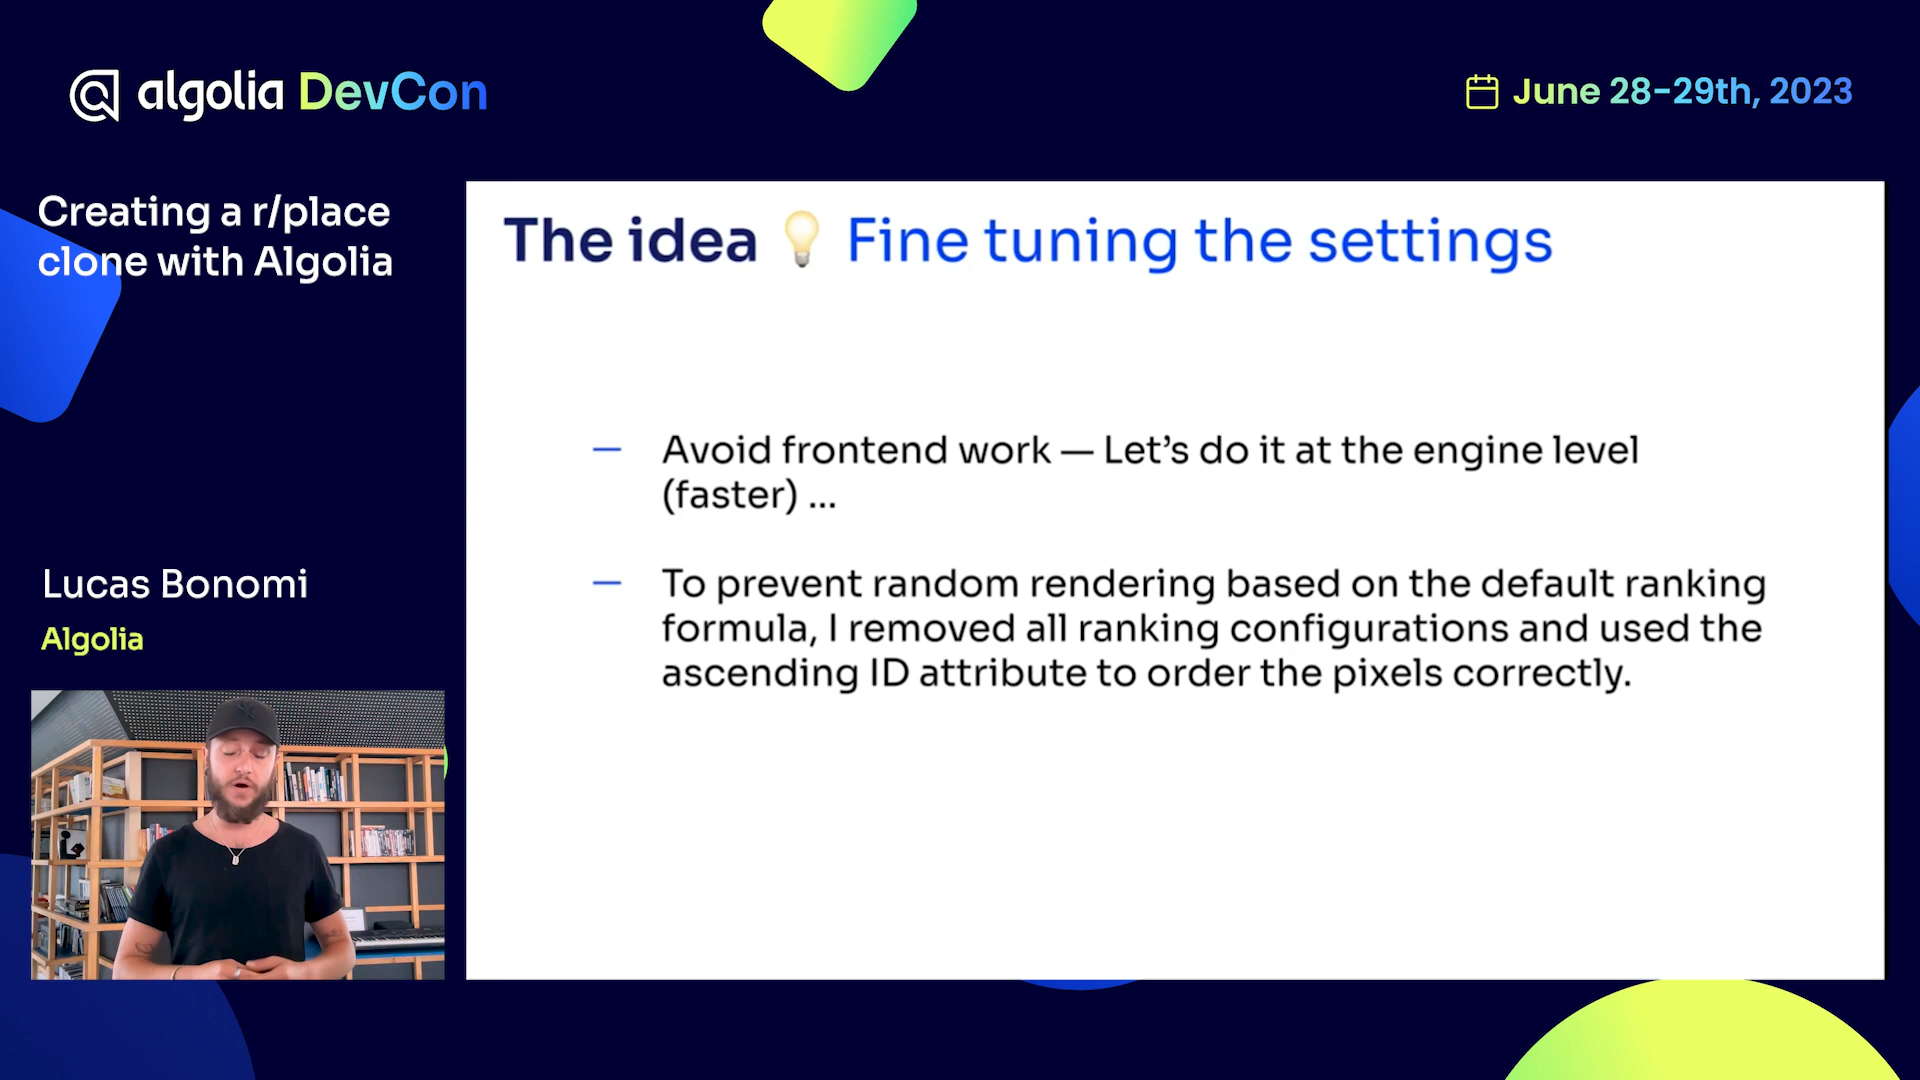 algolia DevCon
June 28-29th, 2023
Creating a r/place
clone with Algolia
The idea 💡 Fine tuning the settings
— Avoid frontend work — Let’s do it at the engine level
(faster) ...
— To prevent random rendering based on the default ranking
formula, I removed all ranking configurations and used the
ascending ID attribute to order the pixels correctly.
Lucas Bonomi
Algolia